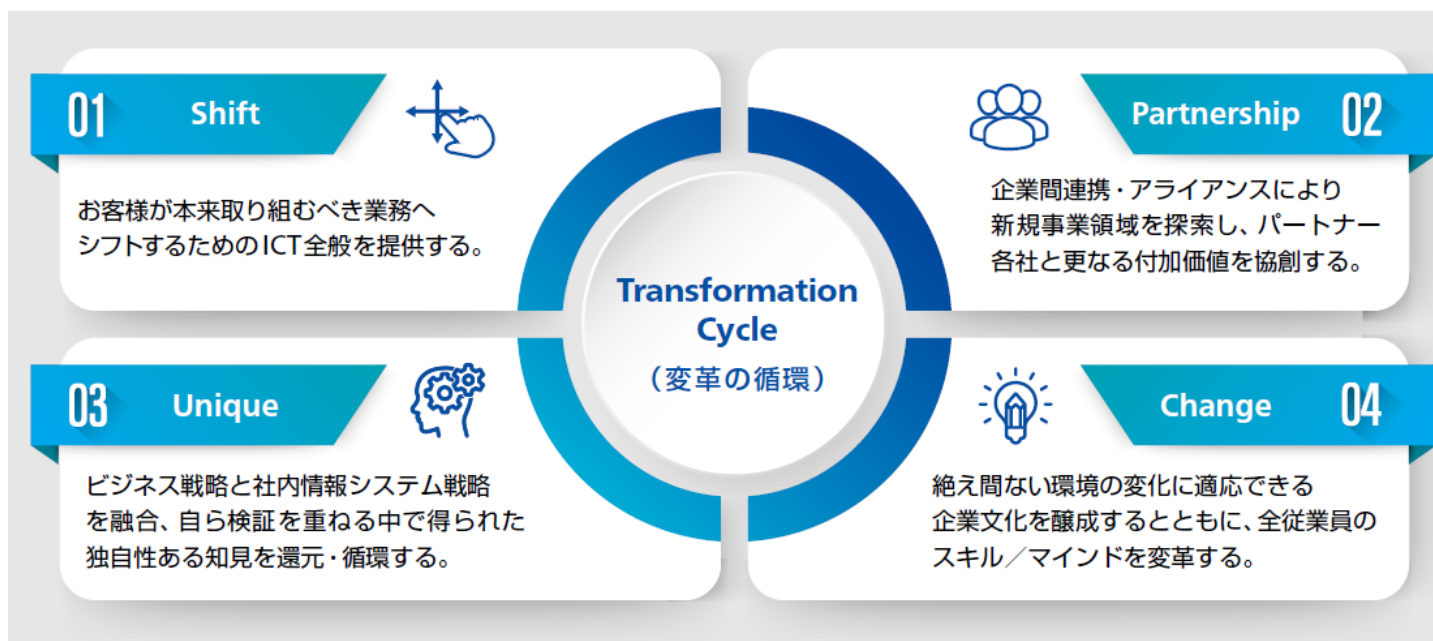 01 Shift
お客様が本来取り組むべき業務へ
シフトするためのICT全般を提供する。
Partnership 02
企業間連携・アライアンスにより
新規事業領域を探索し、パートナー
各社と更なる付加価値を協創する。
Transformation
Cycle
（変革の循環）
03 Unique
ビジネス戦略と社内情報システム戦略
を融合、自ら検証を重ねる中で得られた
独自性ある知見を還元・循環する。
Change 04
絶え間ない環境の変化に適応できる
企業文化を醸成するとともに、全従業員の
スキル／マインドを変革する。